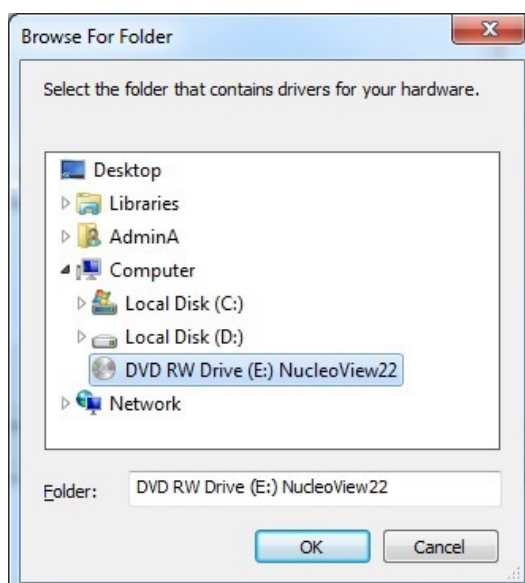 Browse For Folder
Select the folder that contains drivers for your hardware.
Desktop
Libraries
AdminA
Computer
Local Disk (C:)
Local Disk (D:)
DVD RW Drive (E:) NucleoView22
Network
Folder: DVD RW Drive (E:) NucleoView22
OK Cancel